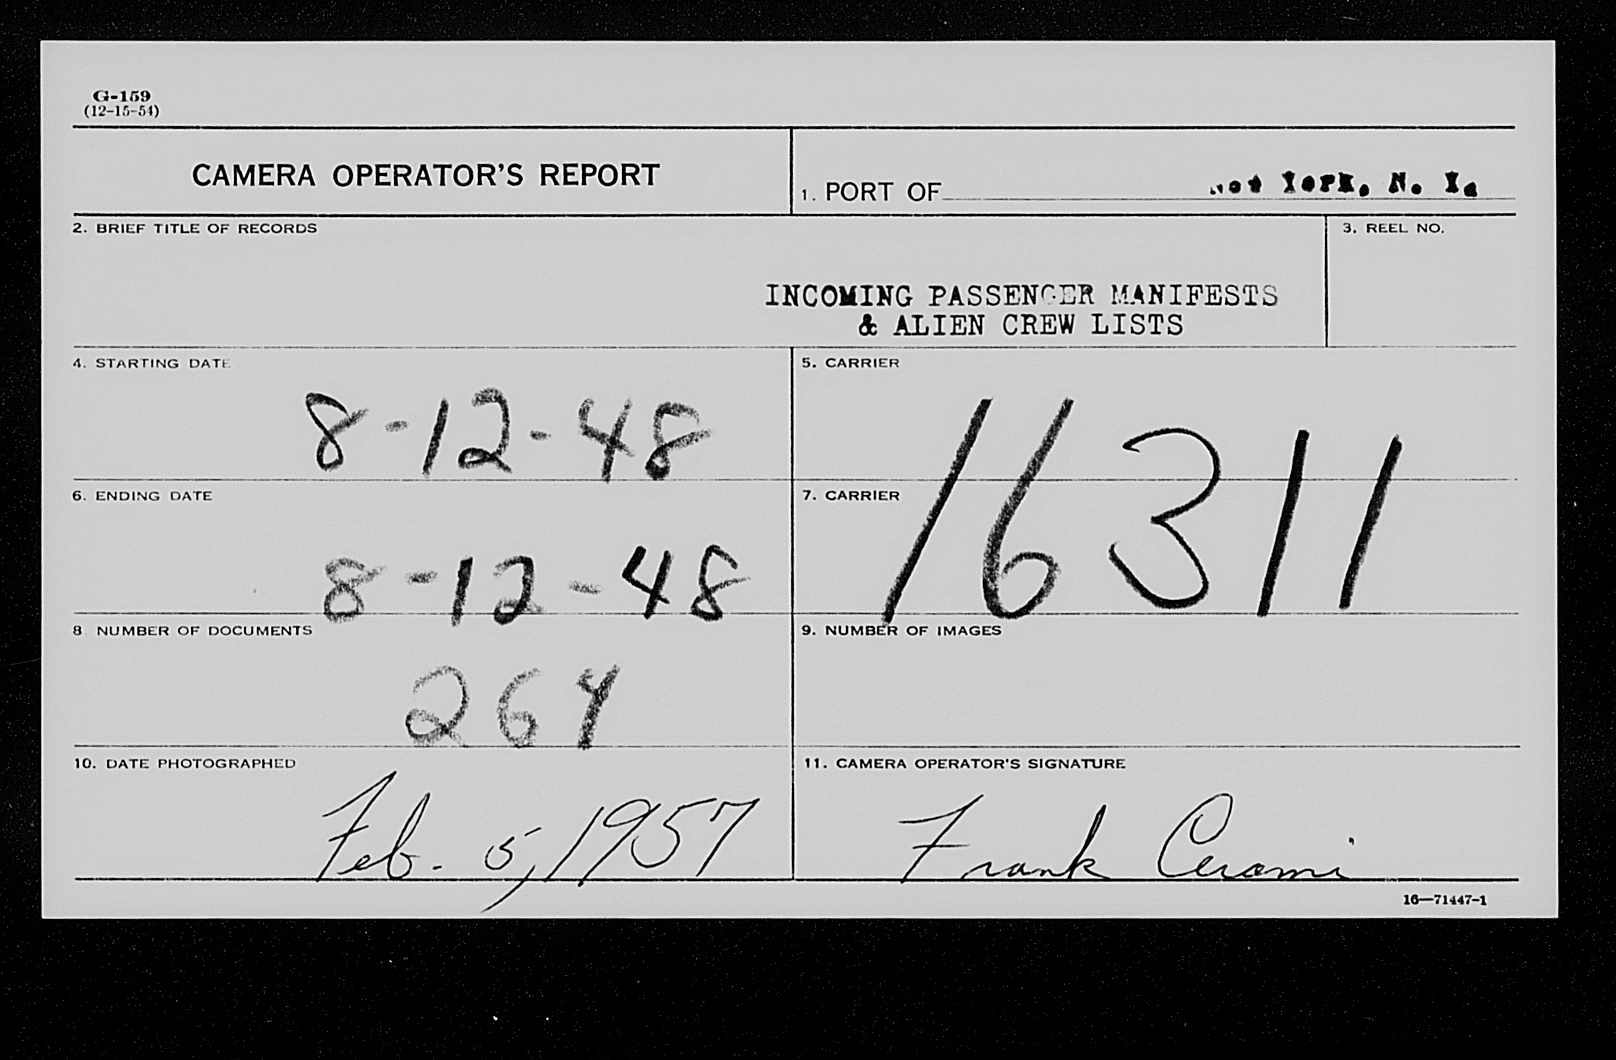 G-159
(12-15-54)
CAMERA OPERATOR'S REPORT
1. PORT OF New York, N. Y.
2. BRIEF TITLE OF RECORDS
3. REEL NO.
INCOMING PASSENGER MANIFESTS
& ALIEN CREW LISTS
4. STARTING DATE
8-12-48
5. CARRIER
16311
6. ENDING DATE
8-12-48
7. CARRIER
8 NUMBER OF DOCUMENTS
264
9. NUMBER OF IMAGES
10. DATE PHOTOGRAPHED
Feb. 5, 1957
11. CAMERA OPERATOR'S SIGNATURE
Frank Cerami
16—71447-1